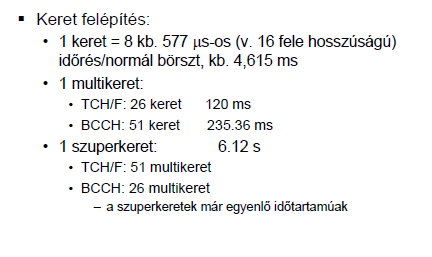 ▪ Keret felépítés:
• 1 keret = 8 kb. 577 μs-os (v. 16 fele hosszúságú)
időrés/normál börszt, kb. 4,615 ms
• 1 multikeret:
• TCH/F: 26 keret 120 ms
• BCCH: 51 keret 235.36 ms
• 1 szuperkeret: 6.12 s
• TCH/F: 51 multikeret
• BCCH: 26 multikeret
– a szuperkeretek már egyenlő időtartamúak